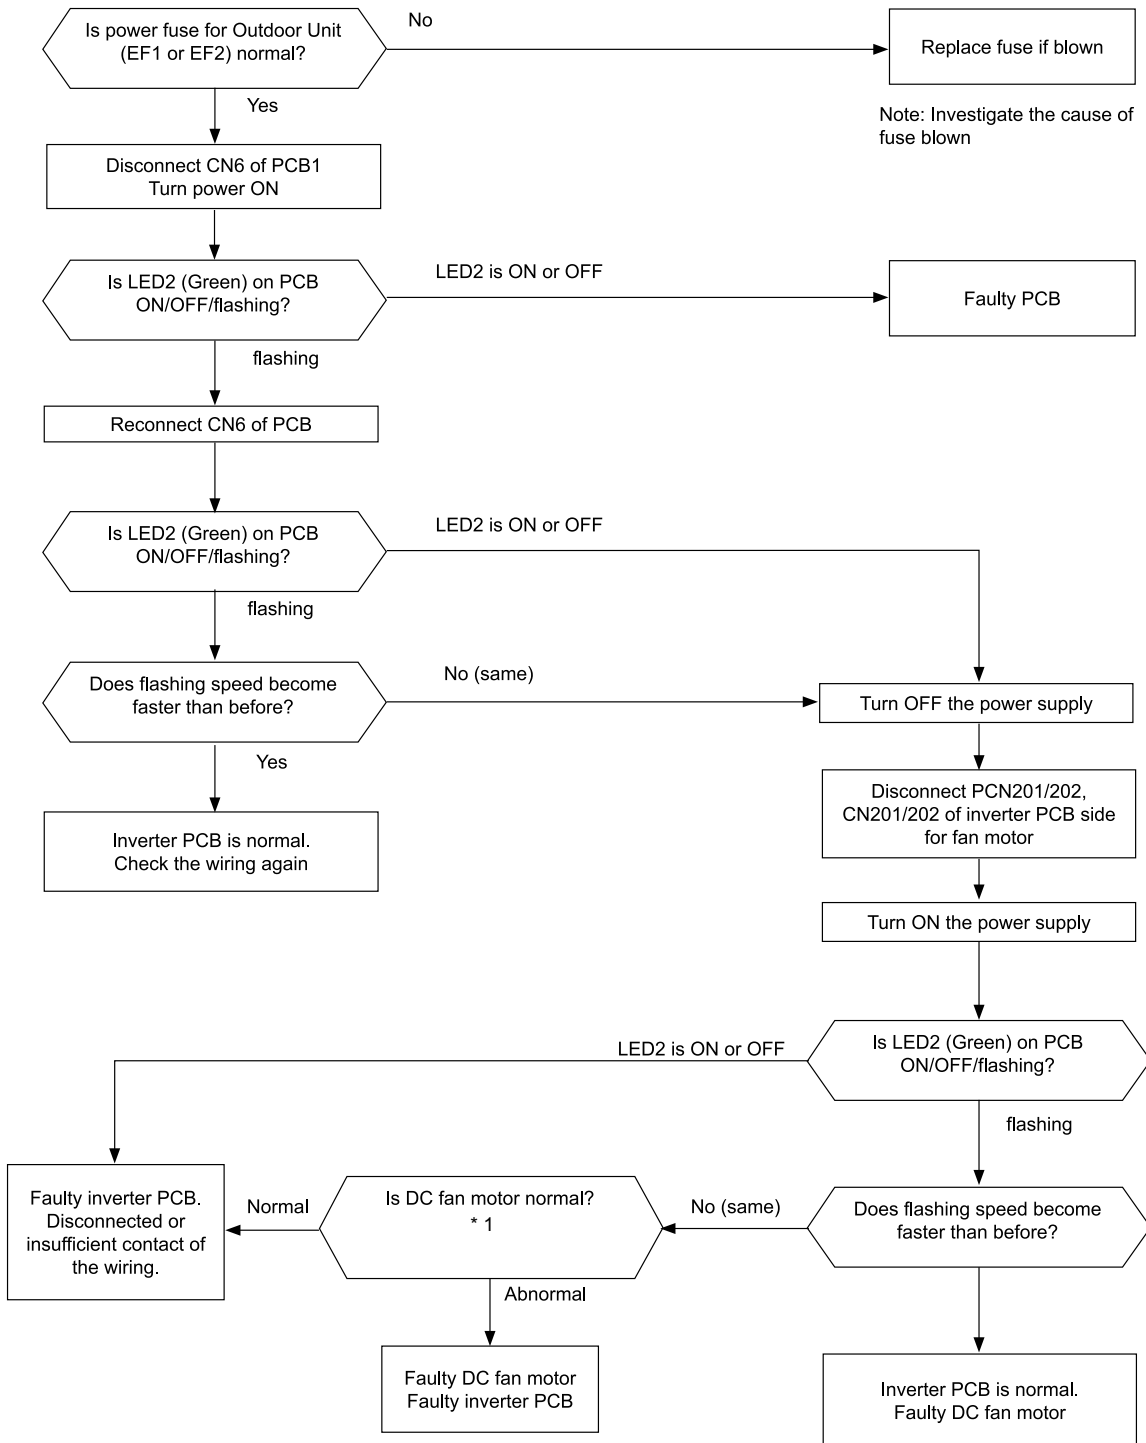 Is power fuse for Outdoor Unit
(EF1 or EF2) normal?
No
Replace fuse if blown
Yes
Note: Investigate the cause of
fuse blown
Disconnect CN6 of PCB1
Turn power ON
Is LED2 (Green) on PCB
ON/OFF/flashing?
LED2 is ON or OFF
Faulty PCB
flashing
Reconnect CN6 of PCB
Is LED2 (Green) on PCB
ON/OFF/flashing?
LED2 is ON or OFF
flashing
Does flashing speed become
faster than before?
No (same)
Turn OFF the power supply
Yes
Inverter PCB is normal.
Check the wiring again
Disconnect PCN201/202,
CN201/202 of inverter PCB side
for fan motor
Turn ON the power supply
Is LED2 (Green) on PCB
ON/OFF/flashing?
LED2 is ON or OFF
flashing
Does flashing speed become
faster than before?
No (same)
Is DC fan motor normal?
* 1
Normal
Faulty inverter PCB.
Disconnected or
insufficient contact of
the wiring.
Abnormal
Faulty DC fan motor
Faulty inverter PCB
Inverter PCB is normal.
Faulty DC fan motor